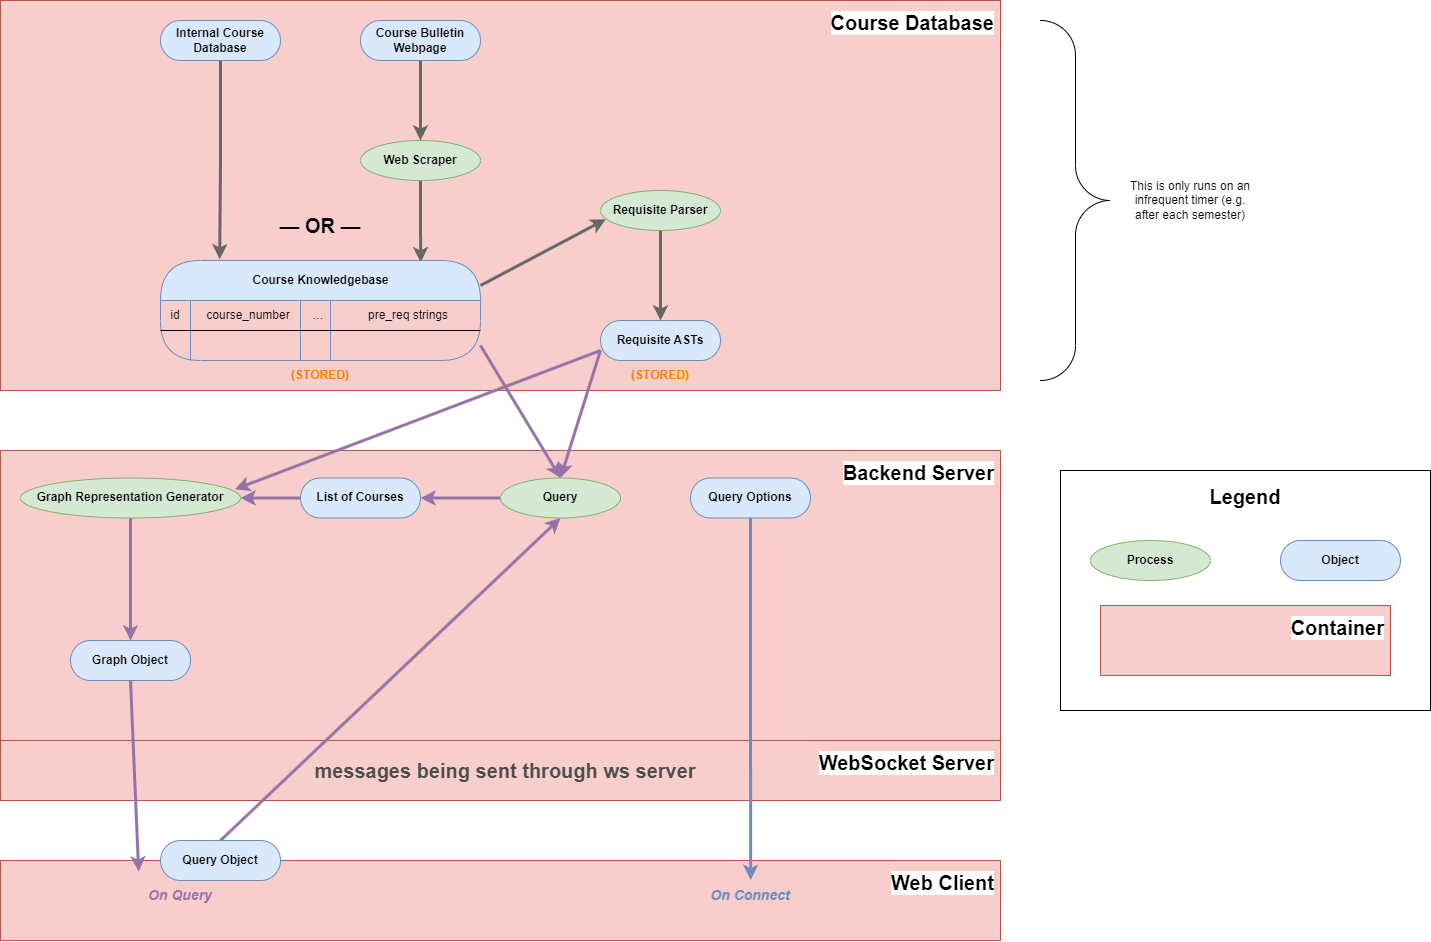 Course Database
Internal Course
Database
Course Bulletin
Webpage
Web Scraper
This is only runs on an
infrequent timer (e.g.
after each semester)
Requisite Parser
— OR —
Course Knowledgebase
id course_number ... pre_req strings
Requisite ASTs
(STORED)
(STORED)
Backend Server
Graph Representation Generator
List of Courses
Query
Query Options
Legend
Process
Object
Container
Graph Object
WebSocket Server
messages being sent through ws server
Query Object
Web Client
On Query
On Connect